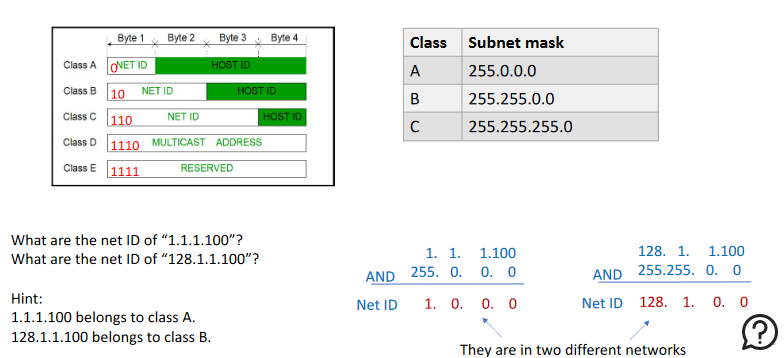 Byte 1 Byte 2 Byte 3 Byte 4
Class A 0 NET ID HOST ID
Class B 10 NET ID HOST ID
Class C 110 NET ID HOST ID
Class D 1110 MULTICAST ADDRESS
Class E 1111 RESERVED
Class Subnet mask
A 255.0.0.0
B 255.255.0.0
C 255.255.255.0
What are the net ID of “1.1.1.100”?
What are the net ID of “128.1.1.100”?
Hint:
1.1.1.100 belongs to class A.
128.1.1.100 belongs to class B.
1. 1. 1.100
AND 255. 0. 0. 0
Net ID 1. 0. 0. 0
128. 1. 1.100
AND 255.255. 0. 0
Net ID 128. 1. 0. 0
They are in two different networks
?